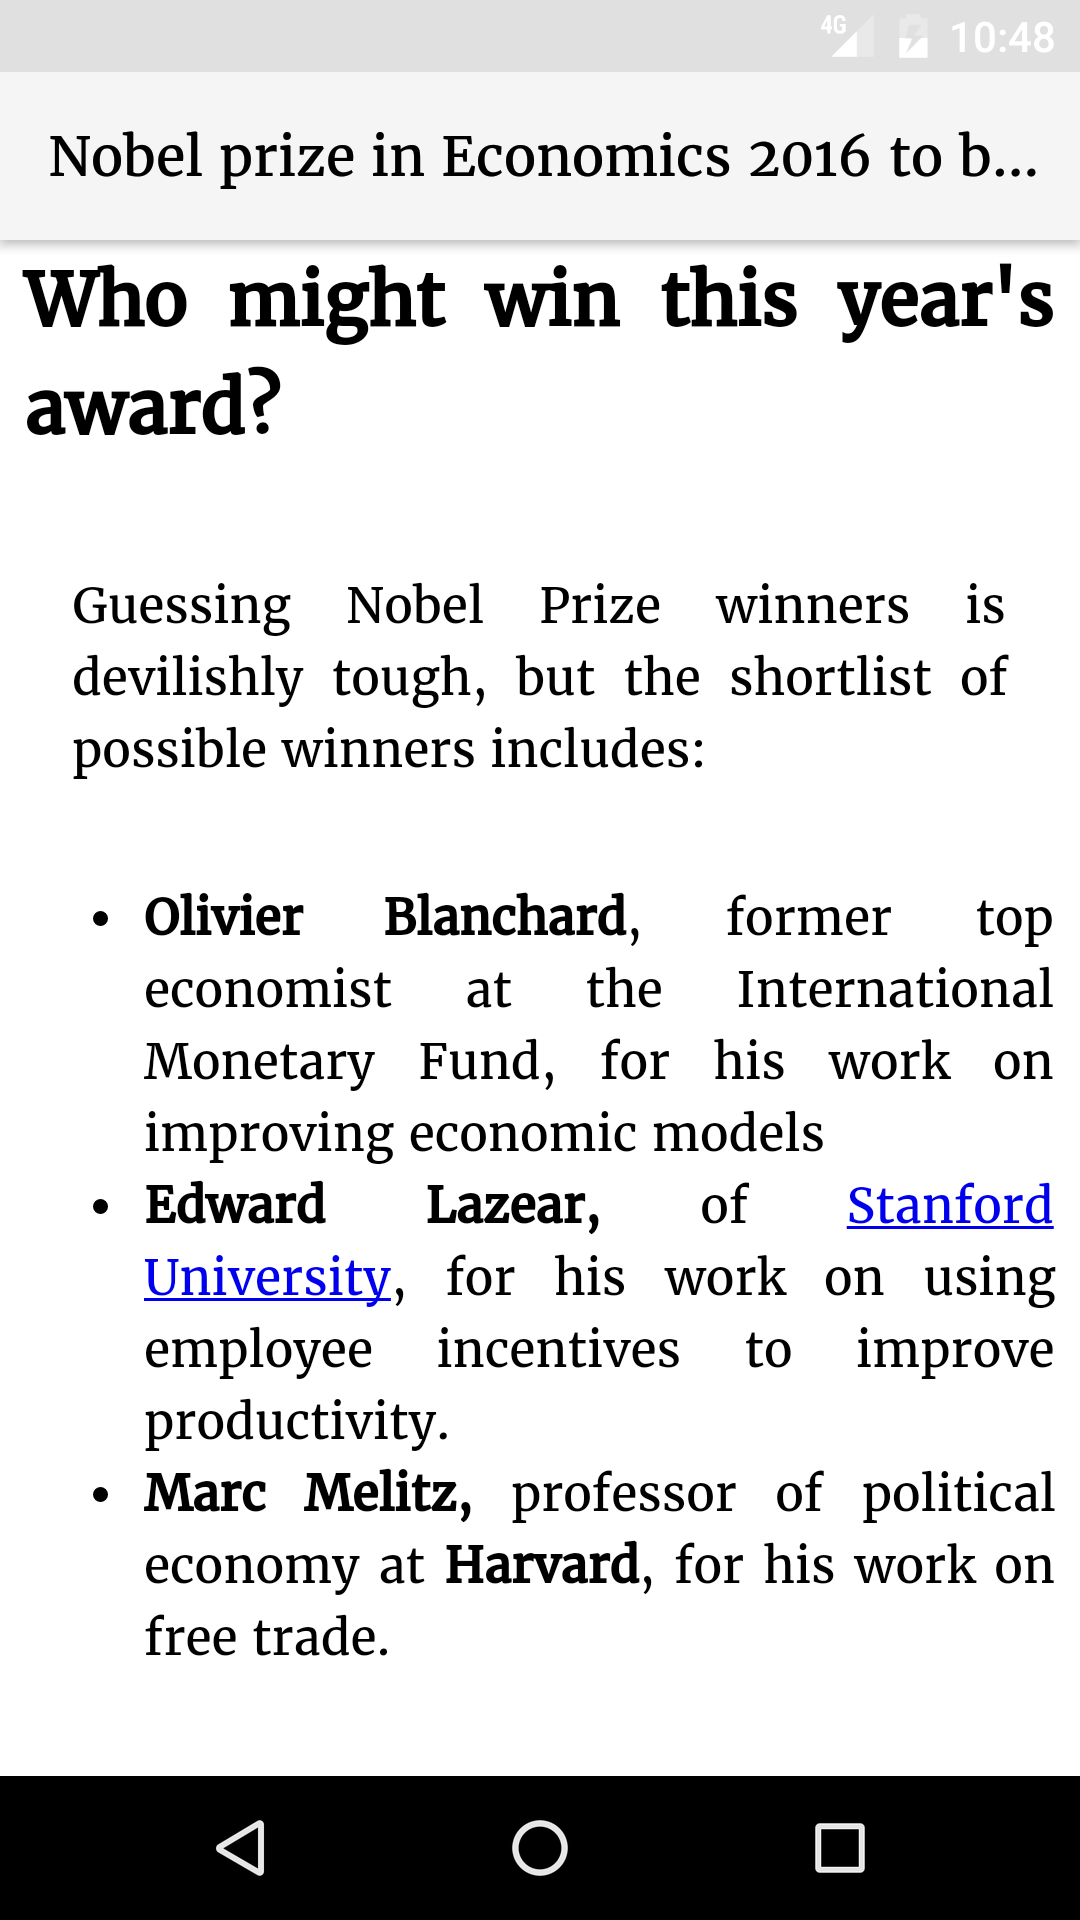 4G 10:48
Nobel prize in Economics 2016 to b...
Who might win this year's
award?
Guessing Nobel Prize winners is
devilishly tough, but the shortlist of
possible winners includes:
• Olivier Blanchard, former top
economist at the International
Monetary Fund, for his work on
improving economic models
• Edward Lazear, of Stanford
University, for his work on using
employee incentives to improve
productivity.
• Marc Melitz, professor of political
economy at Harvard, for his work on
free trade.